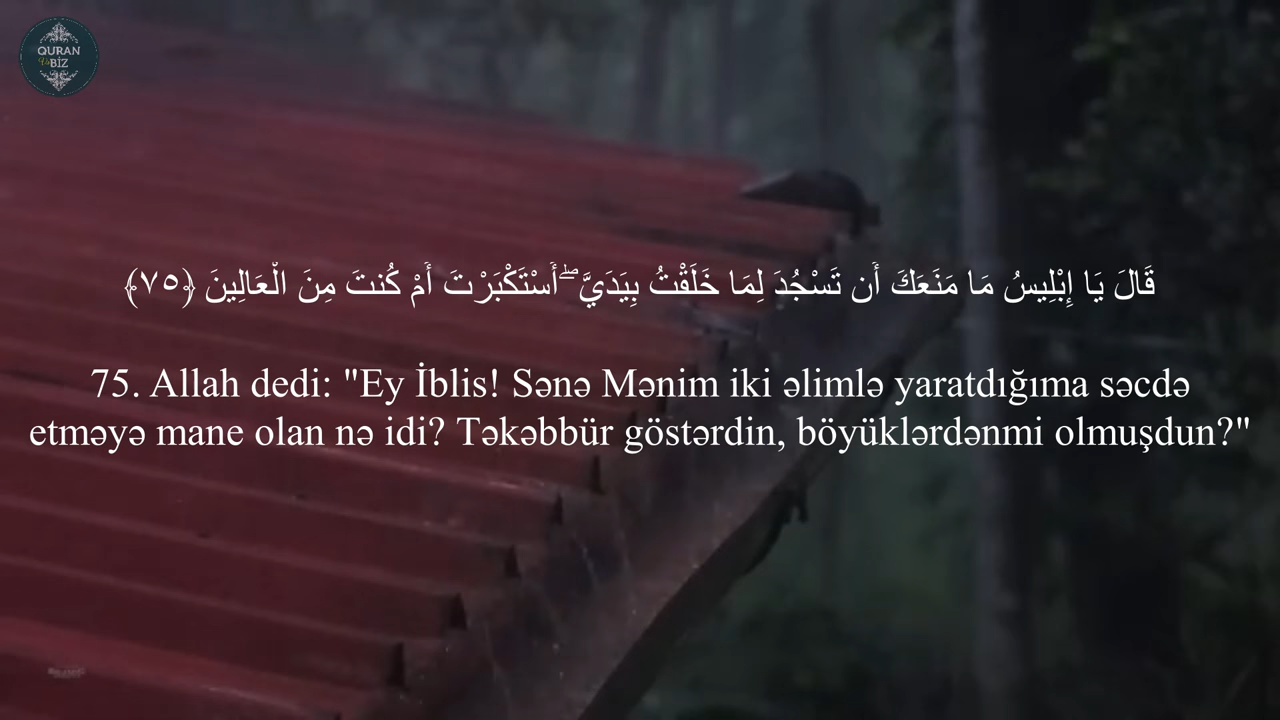 QURAN
Və
BİZ
قَالَ يَا إِبْلِيسُ مَا مَنَعَكَ أَن تَسْجُدَ لِمَا خَلَقْتُ بِيَدَيَّ ۖ أَسْتَكْبَرْتَ أَمْ كُنتَ مِنَ الْعَالِينَ ﴿٧٥﴾
75. Allah dedi: "Ey İblis! Sənə Mənim iki əlimlə yaratdığıma səcdə
etməyə mane olan nə idi? Təkəbbür göstərdin, böyüklərdənmi olmuşdun?"